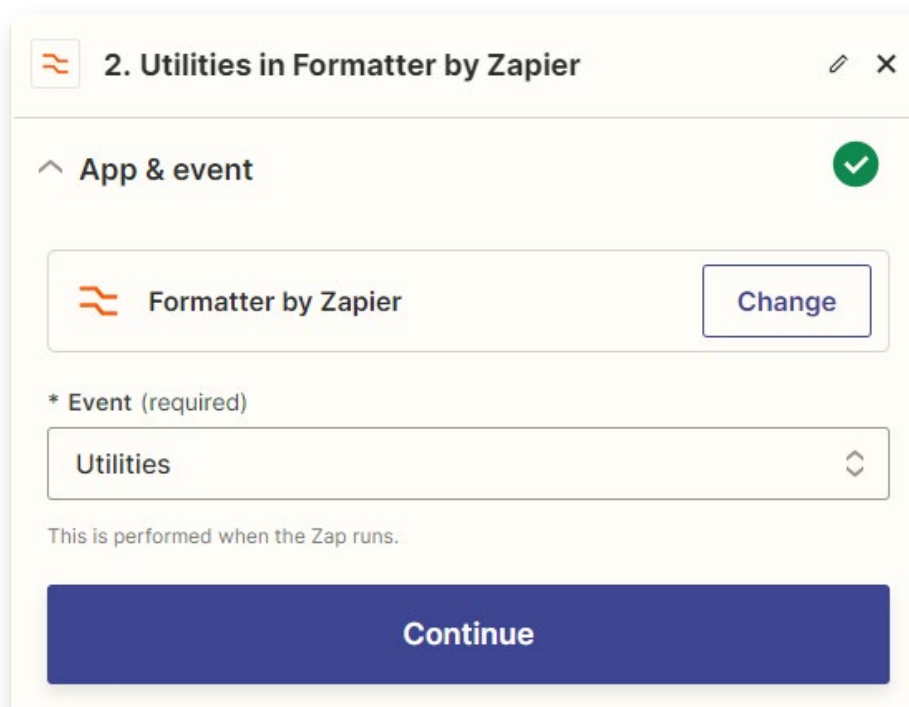 2. Utilities in Formatter by Zapier
App & event
Formatter by Zapier
Change
* Event (required)
Utilities
This is performed when the Zap runs.
Continue